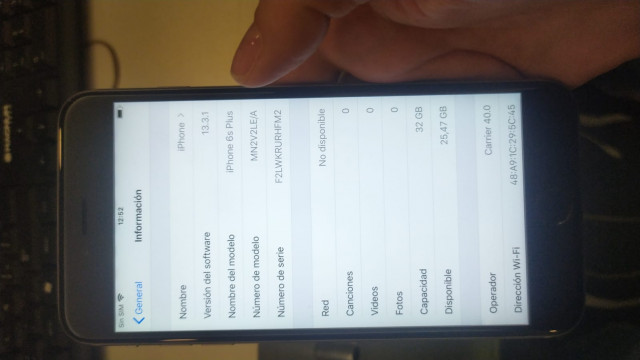 Sin SIM 12:52
General Información
Nombre iPhone
Versión del software 13.3.1
Nombre del modelo iPhone 6s Plus
Número de modelo MN2V2LE/A
Número de serie F2LWKRURHFM2
Red No disponible
Canciones 0
Vídeos 0
Fotos 0
Capacidad 32 GB
Disponible 25,47 GB
Operador Carrier 40.0
Dirección Wi-Fi 48:A9:1C:29:5C:45